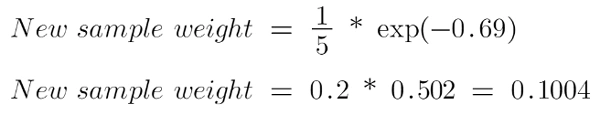 New sample weight = 1/5 * exp(−0.69)
New sample weight = 0.2 * 0.502 = 0.1004